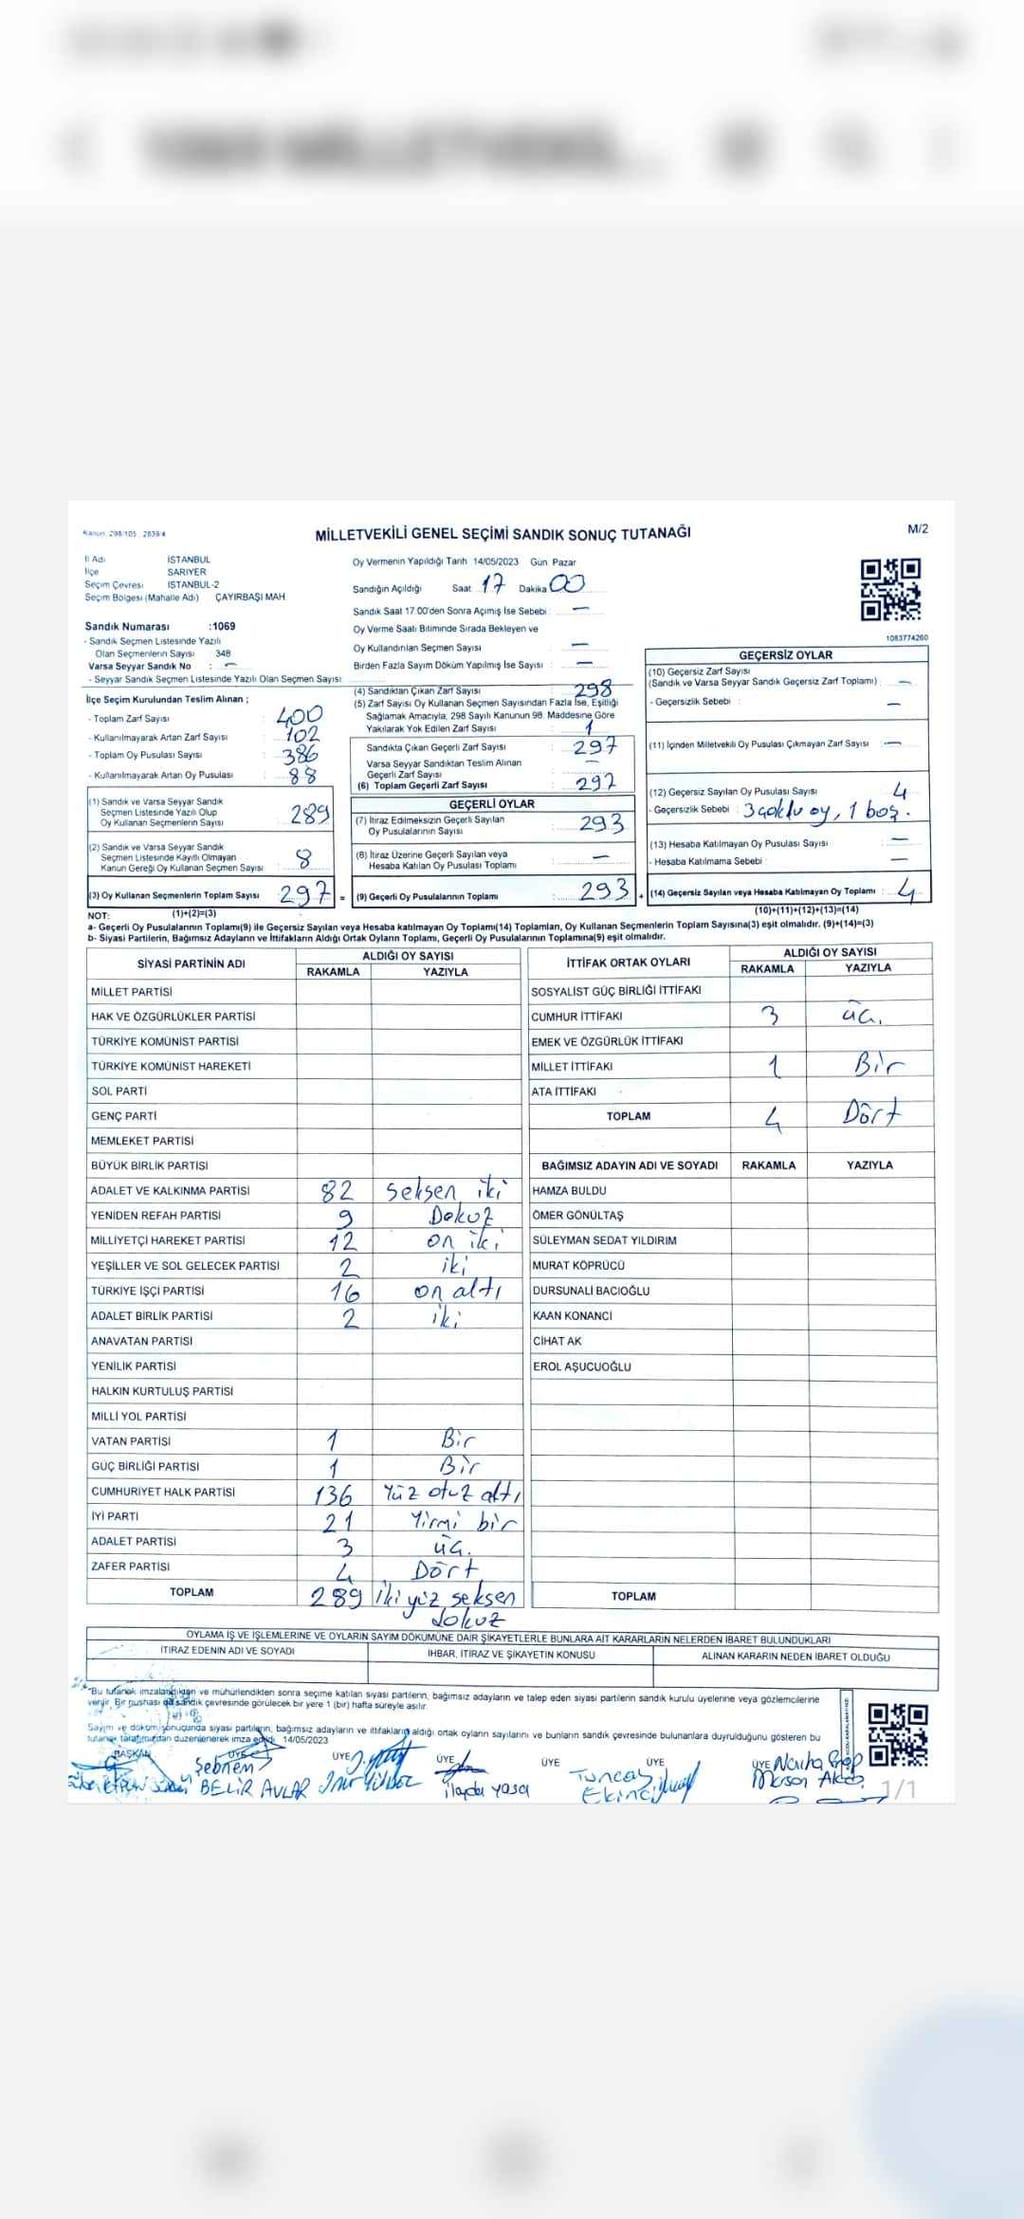 Kanun: 298/105 2839/4
MİLLETVEKİLİ GENEL SEÇİMİ SANDIK SONUÇ TUTANAĞI
M/2
İl Adı İSTANBUL
İlçe SARIYER
Seçim Çevresi İSTANBUL-2
Seçim Bölgesi (Mahalle Adı) ÇAYIRBAŞI MAH.
Oy Vermenin Yapıldığı Tarih 14/05/2023 Gün Pazar
Sandığın Açıldığı Saat 17 Dakika 00
Sandık Saat 17.00'den Sonra Açımış İse Sebebi : —
Oy Verme Saati Bitiminde Sırada Bekleyen ve
Oy Kullandırılan Seçmen Sayısı —
Birden Fazla Sayım Döküm Yapılmış İse Sayısı : —
1083774260
Sandık Numarası :1069
- Sandık Seçmen Listesinde Yazılı
Olan Seçmenlerin Sayısı 348
Varsa Seyyar Sandık No : —
- Seyyar Sandık Seçmen Listesinde Yazılı Olan Seçmen Sayısı
İlçe Seçim Kurulundan Teslim Alınan ;
- Toplam Zarf Sayısı : 400
- Kullanılmayarak Artan Zarf Sayısı : 102
- Toplam Oy Pusulası Sayısı : 386
- Kullanılmayarak Artan Oy Pusulası : 88
(1) Sandık ve Varsa Seyyar Sandık
Seçmen Listesinde Yazılı Olup
Oy Kullanan Seçmenlerin Sayısı 289
(2) Sandık ve Varsa Seyyar Sandık
Seçmen Listesinde Kayıtlı Olmayan
Kanun Gereği Oy Kullanan Seçmen Sayısı 8
(3) Oy Kullanan Seçmenlerin Toplam Sayısı 297 =
(1)+(2)=(3)
(4) Sandıktan Çıkan Zarf Sayısı : 298
(5) Zarf Sayısı Oy Kullanan Seçmen Sayısından Fazla İse, Eşitliği
Sağlamak Amacıyla, 298 Sayılı Kanunun 98. Maddesine Göre
Yakılarak Yok Edilen Zarf Sayısı : 1
Sandıkta Çıkan Geçerli Zarf Sayısı : 297
Varsa Seyyar Sandıktan Teslim Alınan
Geçerli Zarf Sayısı : —
(6) Toplam Geçerli Zarf Sayısı : 297
GEÇERLİ OYLAR
(7) İtiraz Edilmeksizin Geçerli Sayılan
Oy Pusulalarının Sayısı : 293
(8) İtiraz Üzerine Geçerli Sayılan veya
Hesaba Katılan Oy Pusulası Toplamı : —
(9) Geçerli Oy Pusulalarının Toplamı : 293 +
GEÇERSİZ OYLAR
(10) Geçersiz Zarf Sayısı
(Sandık ve Varsa Seyyar Sandık Geçersiz Zarf Toplamı) : —
- Geçersizlik Sebebi : —
(11) İçinden Milletvekili Oy Pusulası Çıkmayan Zarf Sayısı : —
(12) Geçersiz Sayılan Oy Pusulası Sayısı : 4
- Geçersizlik Sebebi : 3 çoklu oy, 1 boş.
(13) Hesaba Katılmayan Oy Pusulası Sayısı : —
- Hesaba Katılmama Sebebi : —
(14) Geçersiz Sayılan veya Hesaba Katılmayan Oy Toplamı : 4
(10)+(11)+(12)+(13)=(14)
NOT:
a- Geçerli Oy Pusulalarının Toplamı(9) ile Geçersiz Sayılan veya Hesaba katılmayan Oy Toplamı(14) Toplamları, Oy Kullanan Seçmenlerin Toplam Sayısına(3) eşit olmalıdır. (9)+(14)=(3)
b- Siyasi Partilerin, Bağımsız Adayların ve İttifakların Aldığı Ortak Oyların Toplamı, Geçerli Oy Pusulalarının Toplamına(9) eşit olmalıdır.
SİYASİ PARTİNİN ADI ALDIĞI OY SAYISI
RAKAMLA YAZIYLA
MİLLET PARTİSİ
HAK VE ÖZGÜRLÜKLER PARTİSİ
TÜRKİYE KOMÜNİST PARTİSİ
TÜRKİYE KOMÜNİST HAREKETİ
SOL PARTİ
GENÇ PARTİ
MEMLEKET PARTİSİ
BÜYÜK BİRLİK PARTİSİ
ADALET VE KALKINMA PARTİSİ 82 seksen iki
YENİDEN REFAH PARTİSİ 9 Dokuz
MİLLİYETÇİ HAREKET PARTİSİ 12 on iki
YEŞİLLER VE SOL GELECEK PARTİSİ 2 iki
TÜRKİYE İŞÇİ PARTİSİ 16 on altı
ADALET BİRLİK PARTİSİ 2 iki
ANAVATAN PARTİSİ
YENİLİK PARTİSİ
HALKIN KURTULUŞ PARTİSİ
MİLLİ YOL PARTİSİ
VATAN PARTİSİ 1 Bir
GÜÇ BİRLİĞİ PARTİSİ 1 Bir
CUMHURİYET HALK PARTİSİ 136 Yüz otuz altı
İYİ PARTİ 21 Yirmi bir
ADALET PARTİSİ 3 üç.
ZAFER PARTİSİ 4 Dört
TOPLAM 289 iki yüz seksen
dokuz
İTTİFAK ORTAK OYLARI ALDIĞI OY SAYISI
RAKAMLA YAZIYLA
SOSYALİST GÜÇ BİRLİĞİ İTTİFAKI
CUMHUR İTTİFAKI 3 üç.
EMEK VE ÖZGÜRLÜK İTTİFAKI
MİLLET İTTİFAKI 1 Bir
ATA İTTİFAKI
TOPLAM 4 Dört
BAĞIMSIZ ADAYIN ADI VE SOYADI RAKAMLA YAZIYLA
HAMZA BULDU
ÖMER GÖNÜLTAŞ
SÜLEYMAN SEDAT YILDIRIM
MURAT KÖPRÜCÜ
DURSUNALİ BACIOĞLU
KAAN KONANCI
CİHAT AK
EROL AŞUCUOĞLU
TOPLAM
OYLAMA İŞ VE İŞLEMLERİNE VE OYLARIN SAYIM DÖKÜMÜNE DAİR ŞİKAYETLERLE BUNLARA AİT KARARLARIN NELERDEN İBARET BULUNDUKLARI
İTİRAZ EDENİN ADI VE SOYADI İHBAR, İTİRAZ VE ŞİKAYETİN KONUSU ALINAN KARARIN NEDEN İBARET OLDUĞU
"Bu tutanak imzalandıktan ve mühürlendikten sonra seçime katılan siyasi partilerin, bağımsız adayların ve talep eden siyasi partilerin sandık kurulu üyelerine veya gözlemcilerine
verilir. Bir nushası da sandık çevresinde görülecek bir yere 1 (bir) hafta süreyle asılır.
Sayım ve döküm sonucunda siyasi partilerin, bağımsız adayların ve ittifakların aldığı ortak oyların sayılarını ve bunların sandık çevresinde bulunanlara duyrulduğunu gösteren bu
tutanak tarafımızdan düzenlenerek imza edildi. 14/05/2023
BAŞKAN ÜYE ÜYE ÜYE ÜYE ÜYE ÜYE
Şebnem
BELİR AVLAR
İlayda Yasa
Tuncay
Ekinci
1/1